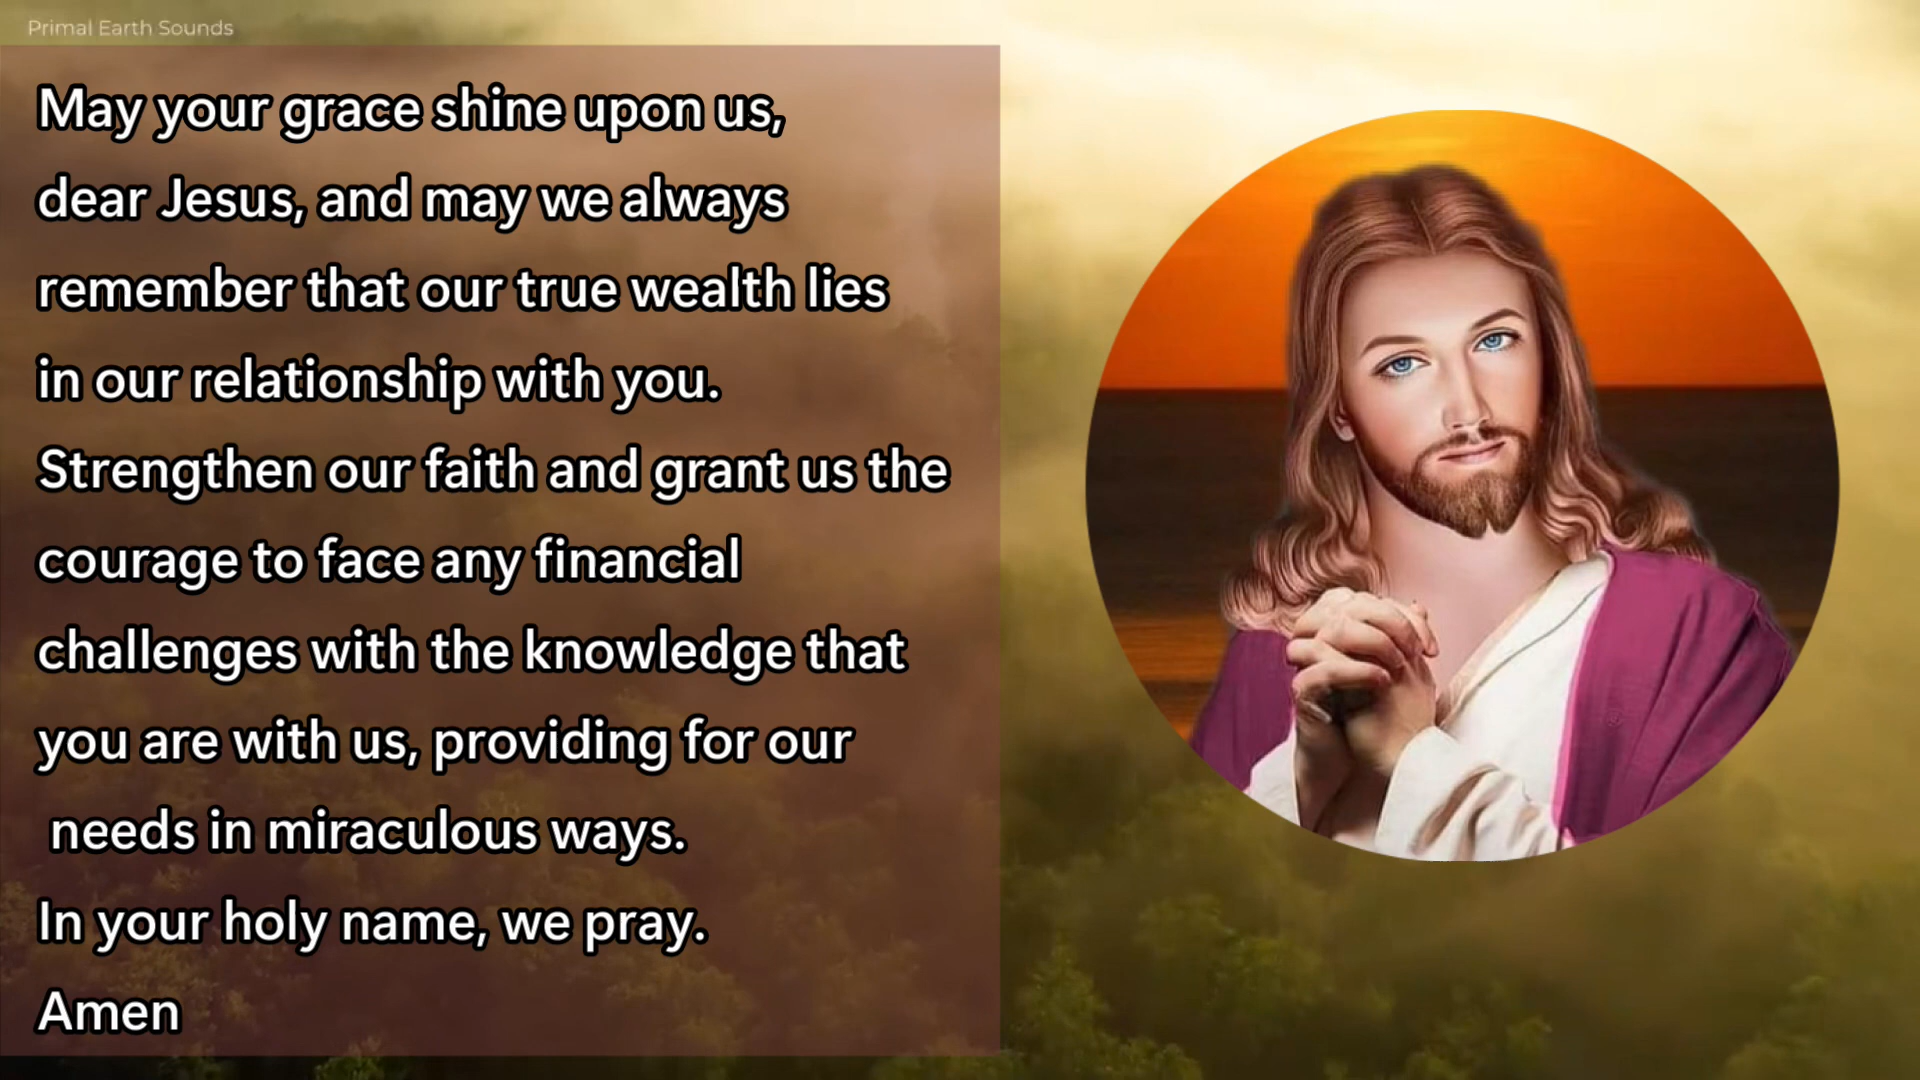 Primal Earth Sounds
May your grace shine upon us,
dear Jesus, and may we always
remember that our true wealth lies
in our relationship with you.
Strengthen our faith and grant us the
courage to face any financial
challenges with the knowledge that
you are with us, providing for our
needs in miraculous ways.
In your holy name, we pray.
Amen